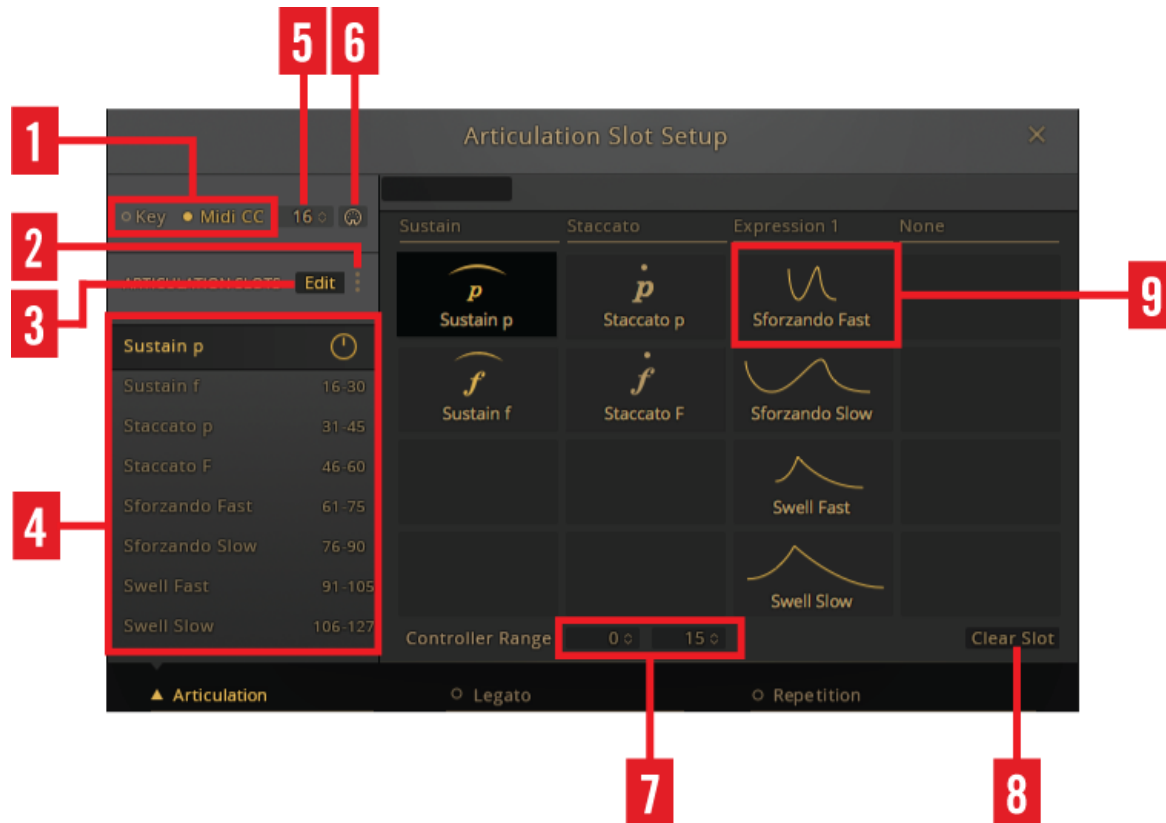 5 6
1
Articulation Slot Setup
Key Midi CC 16
Sustain Staccato Expression 1 None
2
ARTICULATION SLOTS Edit
3
9
p p
Sustain p Staccato p Sforzando Fast
f f
Sustain f Staccato F Sforzando Slow
Swell Fast
Swell Slow
4
Sustain p
Sustain f 16-30
Staccato p 31-45
Staccato F 46-60
Sforzando Fast 61-75
Sforzando Slow 76-90
Swell Fast 91-105
Swell Slow 106-127
Controller Range 0 15 Clear Slot
Articulation Legato Repetition
7 8